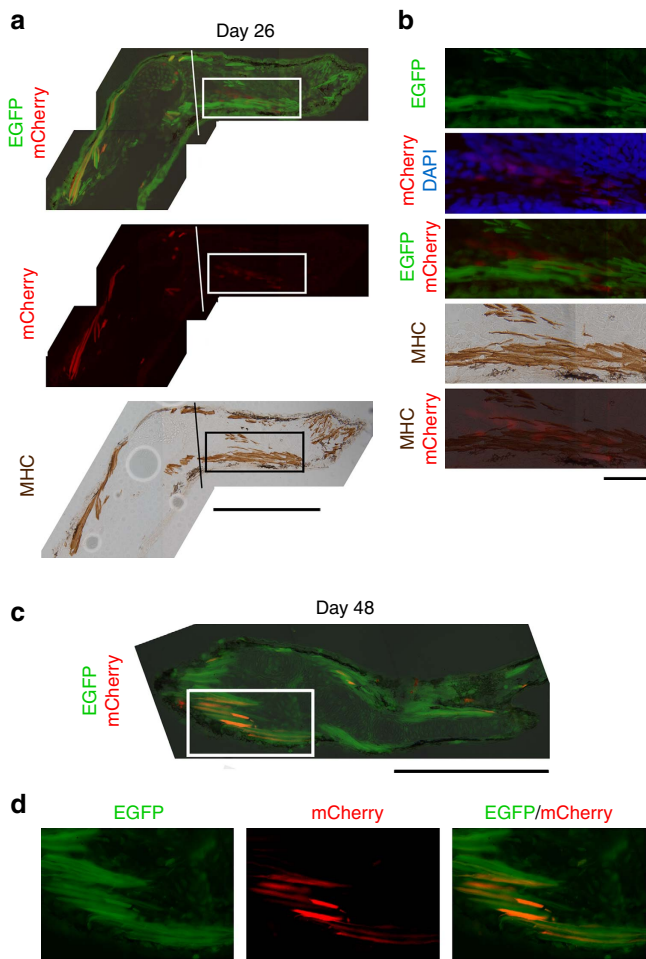 a
Day 26
EGFP
mCherry
mCherry
MHC
b
EGFP
mCherry
DAPI
EGFP
mCherry
MHC
MHC
mCherry
c
Day 48
EGFP
mCherry
d
EGFP
mCherry
EGFP/mCherry